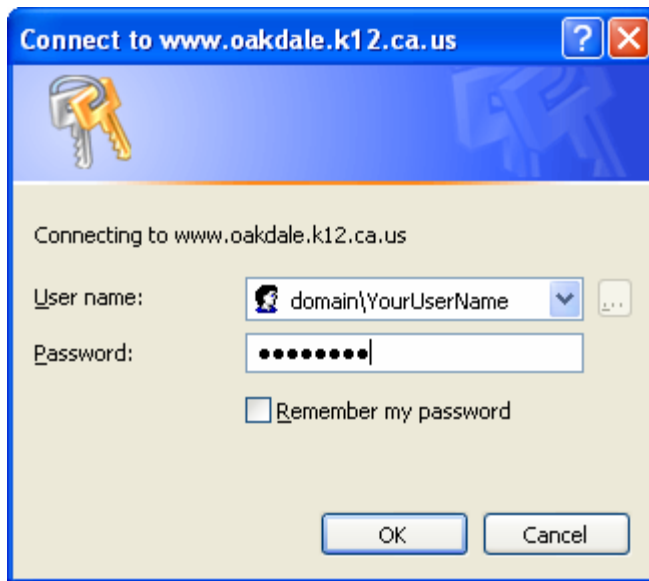 Connect to www.oakdale.k12.ca.us
Connecting to www.oakdale.k12.ca.us
User name: domain\YourUserName ...
Password: ●●●●●●●●
Remember my password
OK Cancel